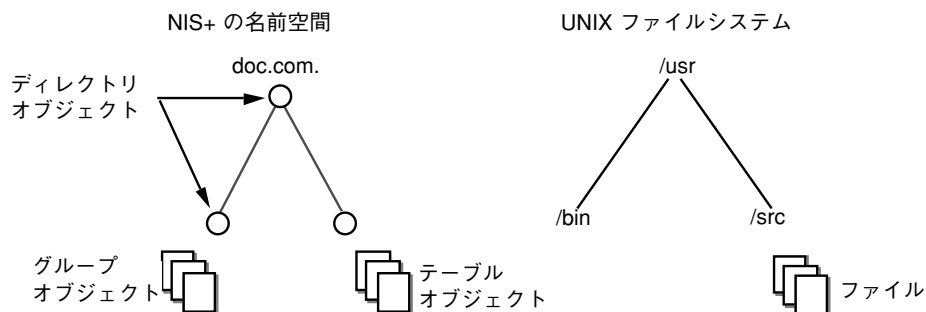 NIS+ の名前空間
UNIX ファイルシステム
doc.com.
/usr
ディレクトリ
オブジェクト
/bin
/src
グループ
オブジェクト
テーブル
オブジェクト
ファイル